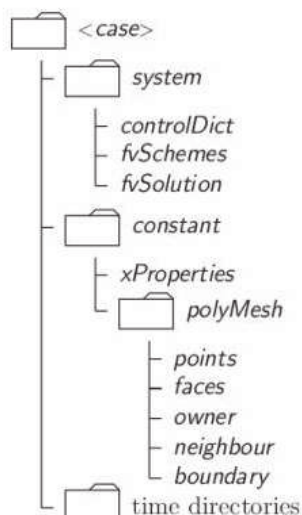 <case>
system
controlDict
fvSchemes
fvSolution
constant
xProperties
polyMesh
points
faces
owner
neighbour
boundary
time directories